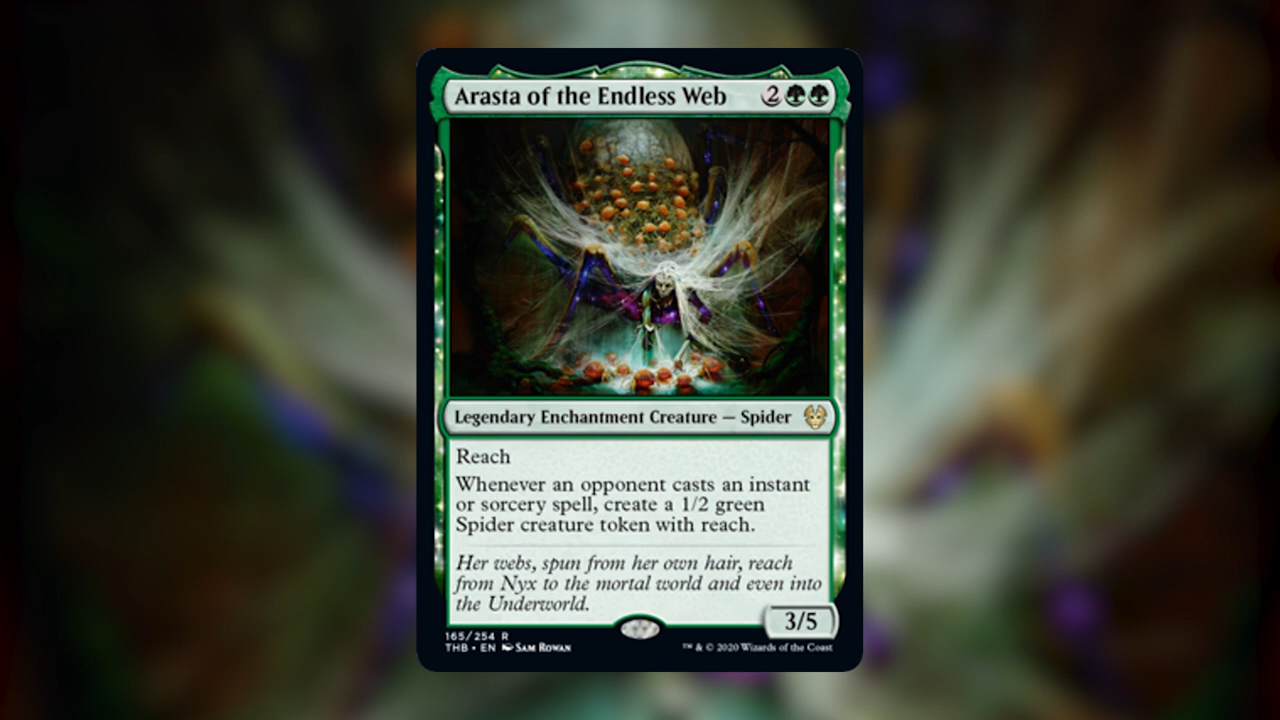 Arasta of the Endless Web 2
Legendary Enchantment Creature — Spider
Reach
Whenever an opponent casts an instant
or sorcery spell, create a 1/2 green
Spider creature token with reach.
Her webs, spun from her own hair, reach
from Nyx to the mortal world and even into
the Underworld.
3/5
165/254 R
THB • EN Sam Rowan
™ & © 2020 Wizards of the Coast